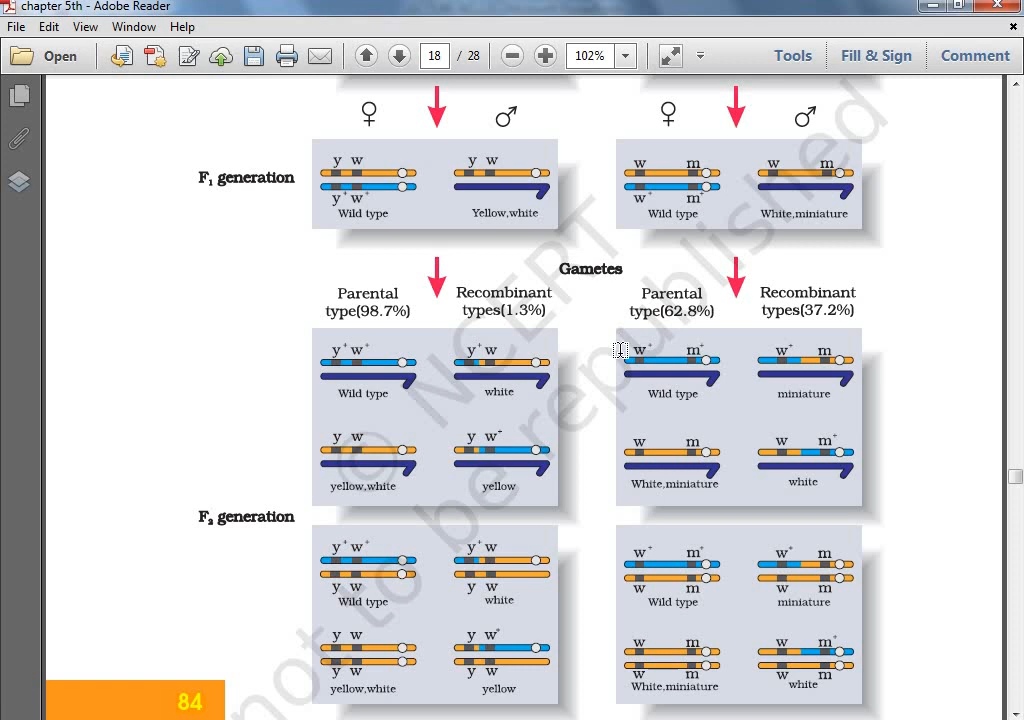 chapter 5th - Adobe Reader
File Edit View Window Help
Open 18 / 28 102% Tools Fill & Sign Comment
♀ ♂ ♀ ♂
F₁ generation
y w y w w m w m
y⁺ w⁺ w⁺ m⁺
Wild type Yellow,white Wild type White,miniature
Gametes
Parental Recombinant Parental Recombinant
type(98.7%) types(1.3%) type(62.8%) types(37.2%)
y⁺ w⁺ y⁺ w w⁺ m⁺ w⁺ m
Wild type white Wild type miniature
y w y w⁺ w m w m⁺
yellow,white yellow White,miniature white
F₂ generation
y⁺ w⁺ y⁺ w w⁺ m⁺ w⁺ m
y w y w w m w m
Wild type white Wild type miniature
y w y w⁺ w m w m⁺
y w y w w m w m
yellow,white yellow White,miniature white
84
© NCERT
not to be republished